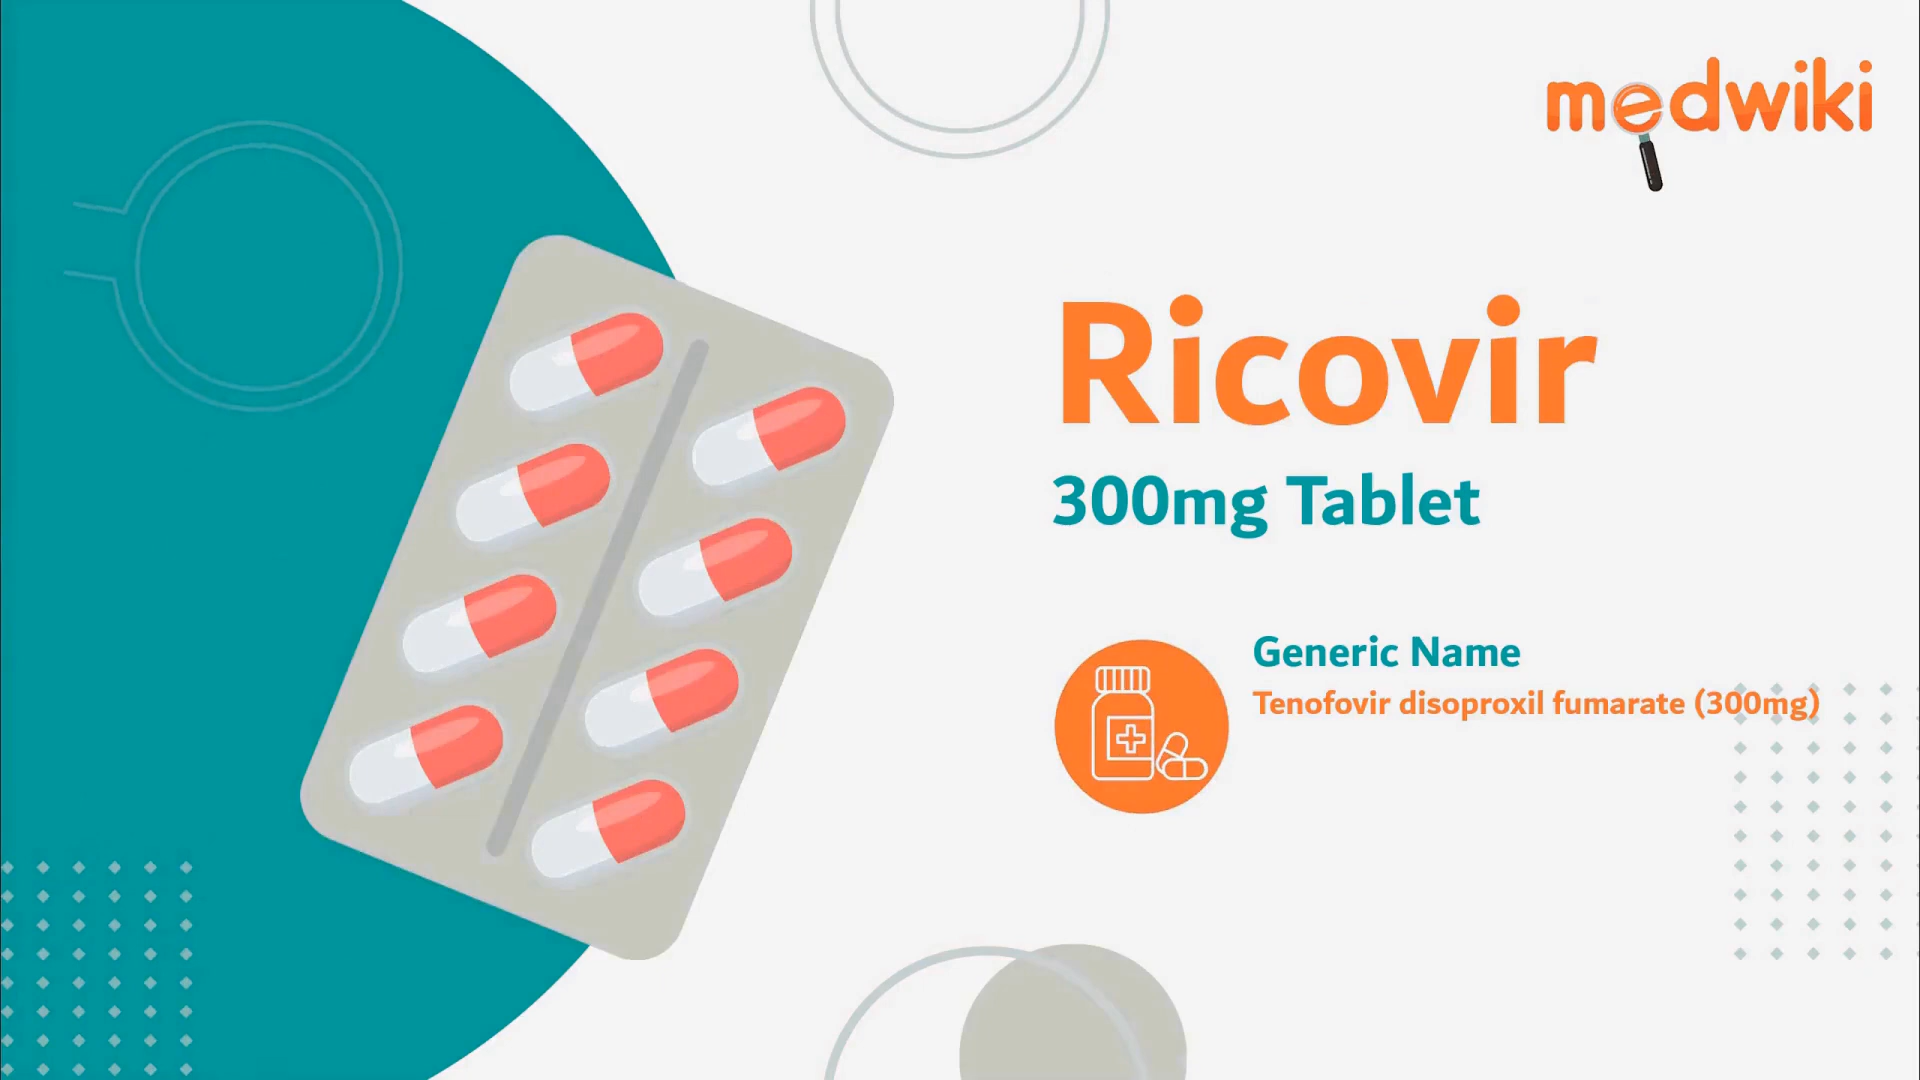 medwiki
Ricovir
300mg Tablet
Generic Name
Tenofovir disoproxil fumarate (300mg)